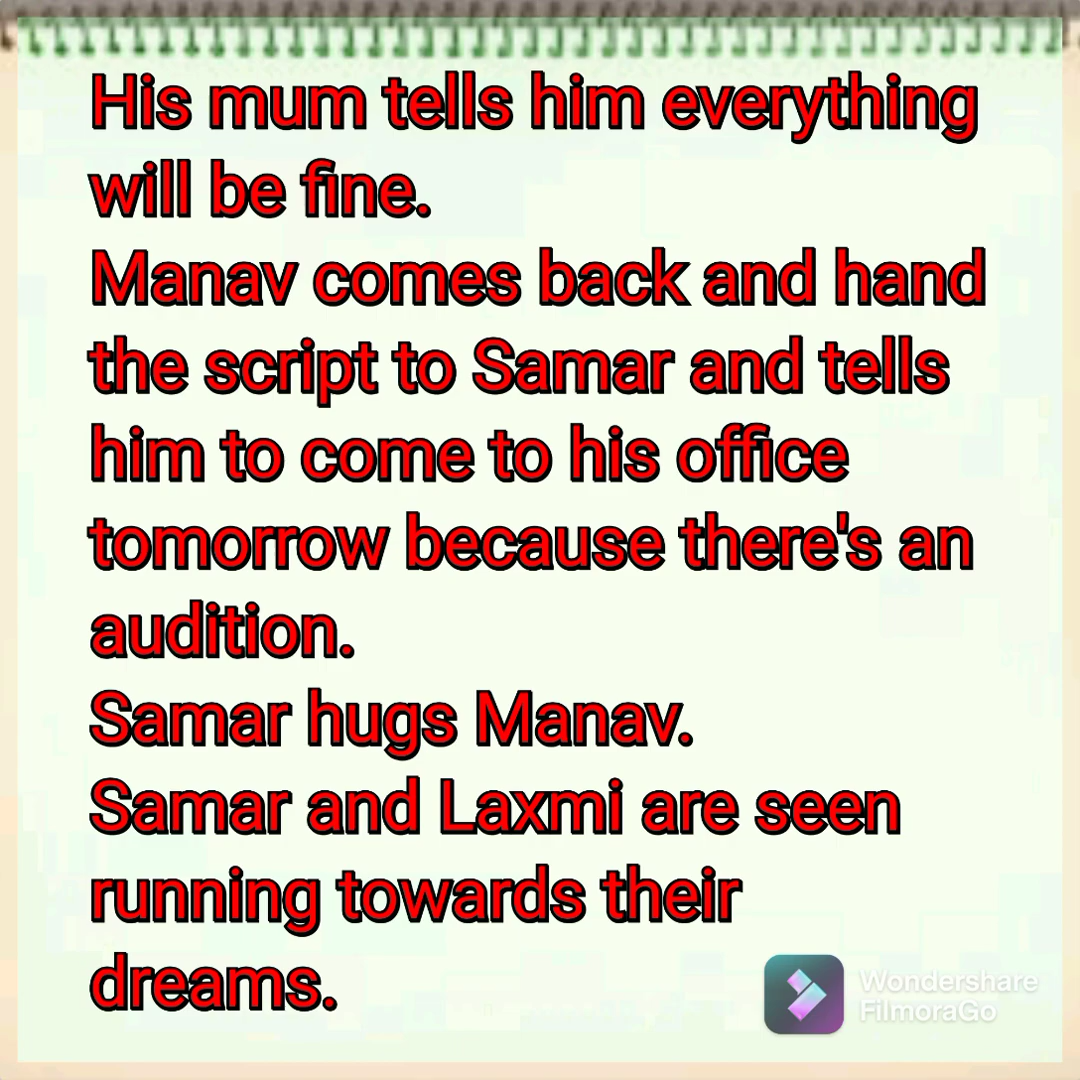 His mum tells him everything
will be fine.
Manav comes back and hand
the script to Samar and tells
him to come to his office
tomorrow because there's an
audition.
Samar hugs Manav.
Samar and Laxmi are seen
running towards their
dreams.
Wondershare
FilmoraGo